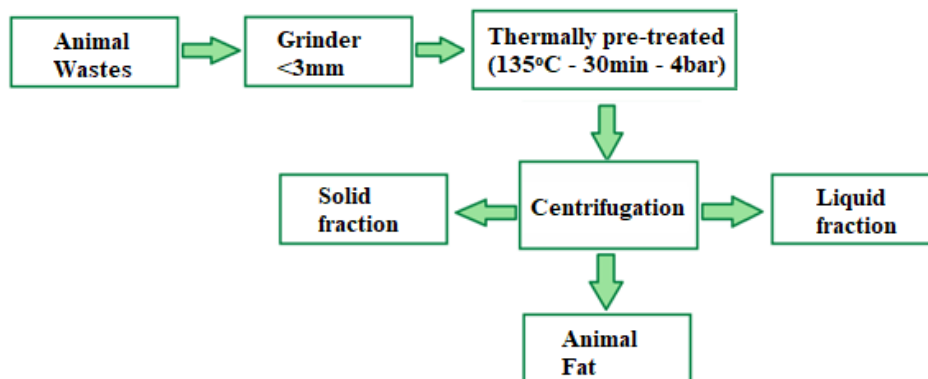 Animal
Wastes
Grinder
<3mm
Thermally pre-treated
(135ºC - 30min - 4bar)
Solid
fraction
Centrifugation
Liquid
fraction
Animal
Fat